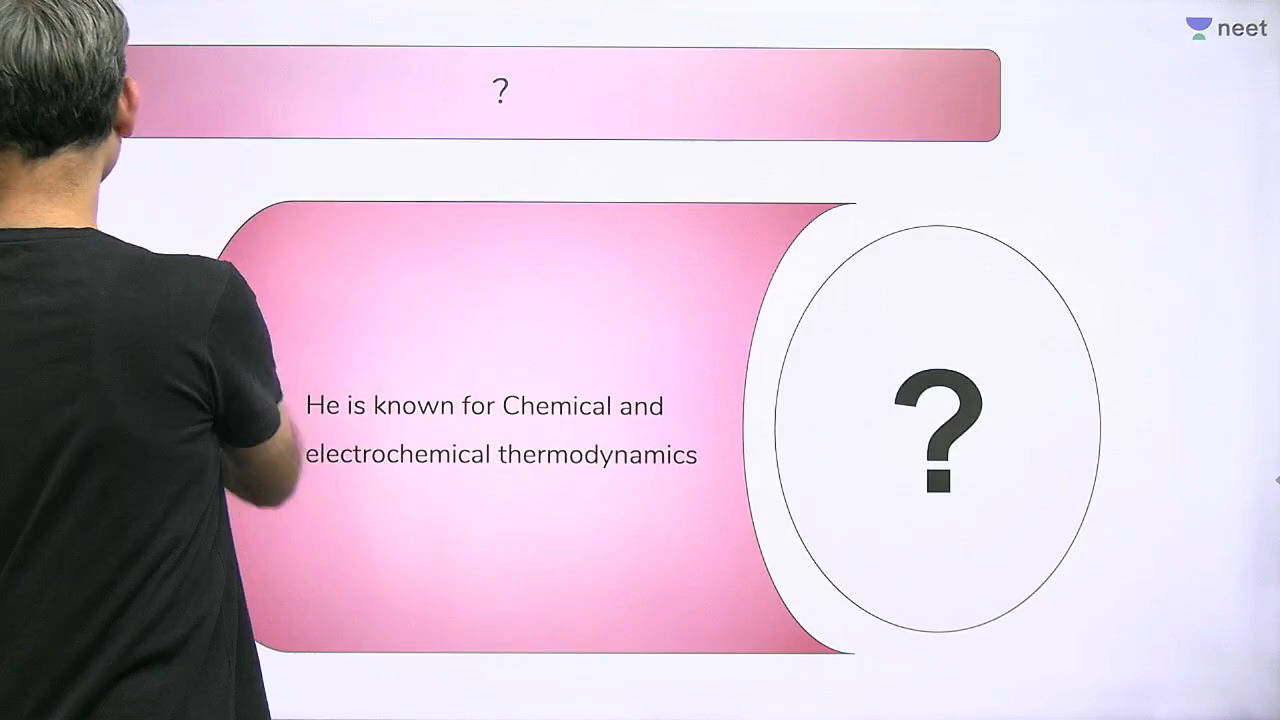 neet
?
He is known for Chemical and
electrochemical thermodynamics
?